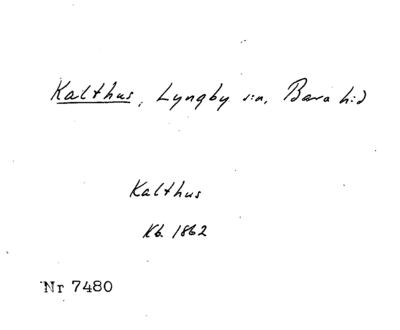 Kalthus, Lyngby sn, Bara hd
Kalthus
Kb. 1862
Nr 7480